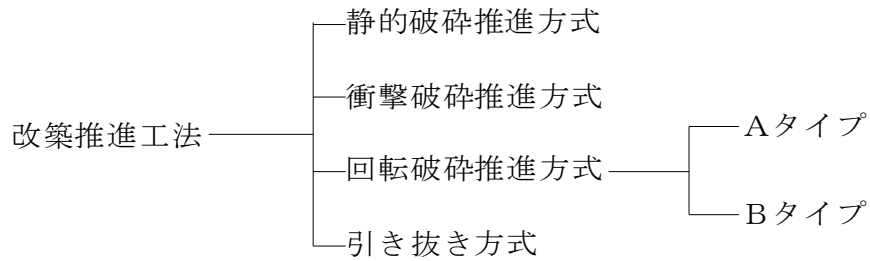 改築推進工法
静的破砕推進方式
衝撃破砕推進方式
回転破砕推進方式
引き抜き方式
Ａタイプ
Ｂタイプ